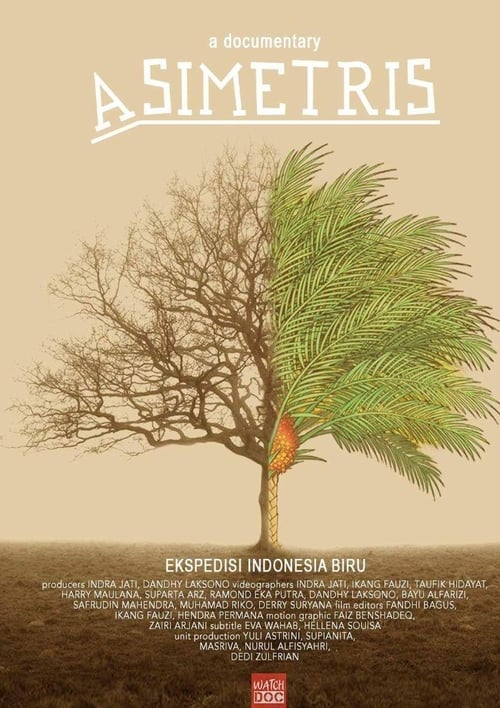 a documentary
ASIMETRIS
EKSPEDISI INDONESIA BIRU
producers INDRA JATI, DANDHY LAKSONO videographers INDRA JATI, IKANG FAUZI, TAUFIK HIDAYAT,
HARRY MAULANA, SUPARTA ARZ, RAMOND EKA PUTRA, DANDHY LAKSONO, BAYU ALFARIZI,
SAFRUDIN MAHENDRA, MUHAMAD RIKO, DERRY SURYANA film editors FANDHI BAGUS,
IKANG FAUZI, HENDRA PERMANA motion graphic FAIZ BENSHADEQ,
ZAIRI ARJANI subtitle EVA WAHAB, HELLENA SOUISA
unit production YULI ASTRINI, SUPIANITA,
MASRIVA, NURUL ALFISYAHRI,
DEDI ZULFRIAN
WATCH
DOC